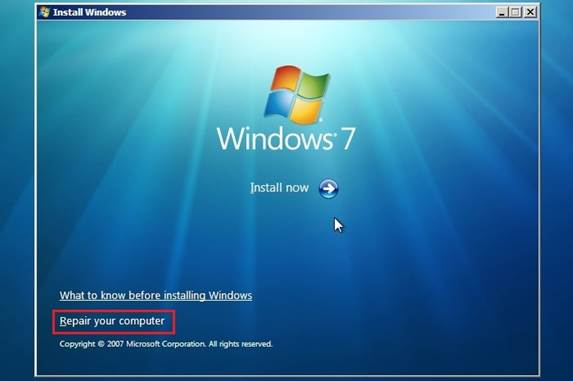 Install Windows
Windows 7
Install now
What to know before installing Windows
Repair your computer
Copyright © 2007 Microsoft Corporation. All rights reserved.